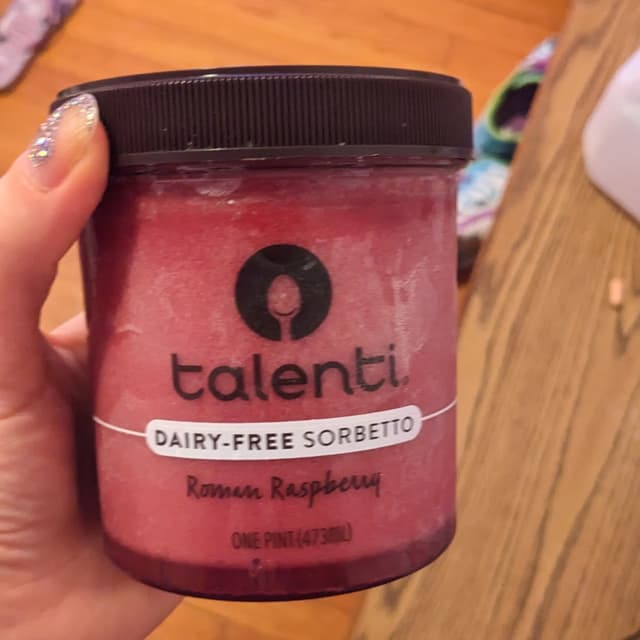 talenti
DAIRY-FREE SORBETTO
Roman Raspberry
ONE PINT (473mL)